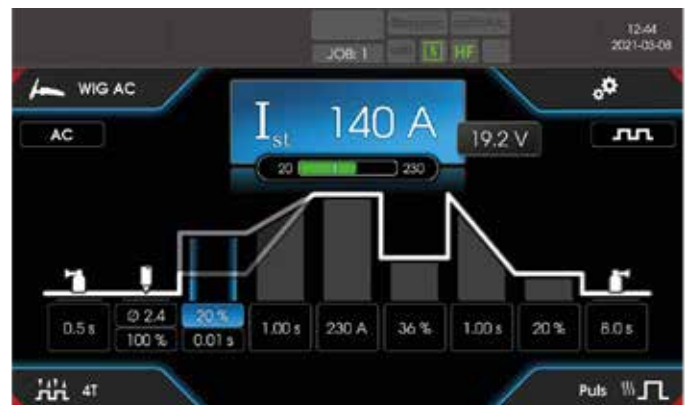 12:44
JOB: 1 HF 2021-03-08
WIG AC
AC
I st 140 A 19.2 V
20 230
0.5 s Ø 2.4 20 % 1.00 s 230 A 36 % 1.00 s 20 % 8.0 s
100 % 0.01 s
4T Puls